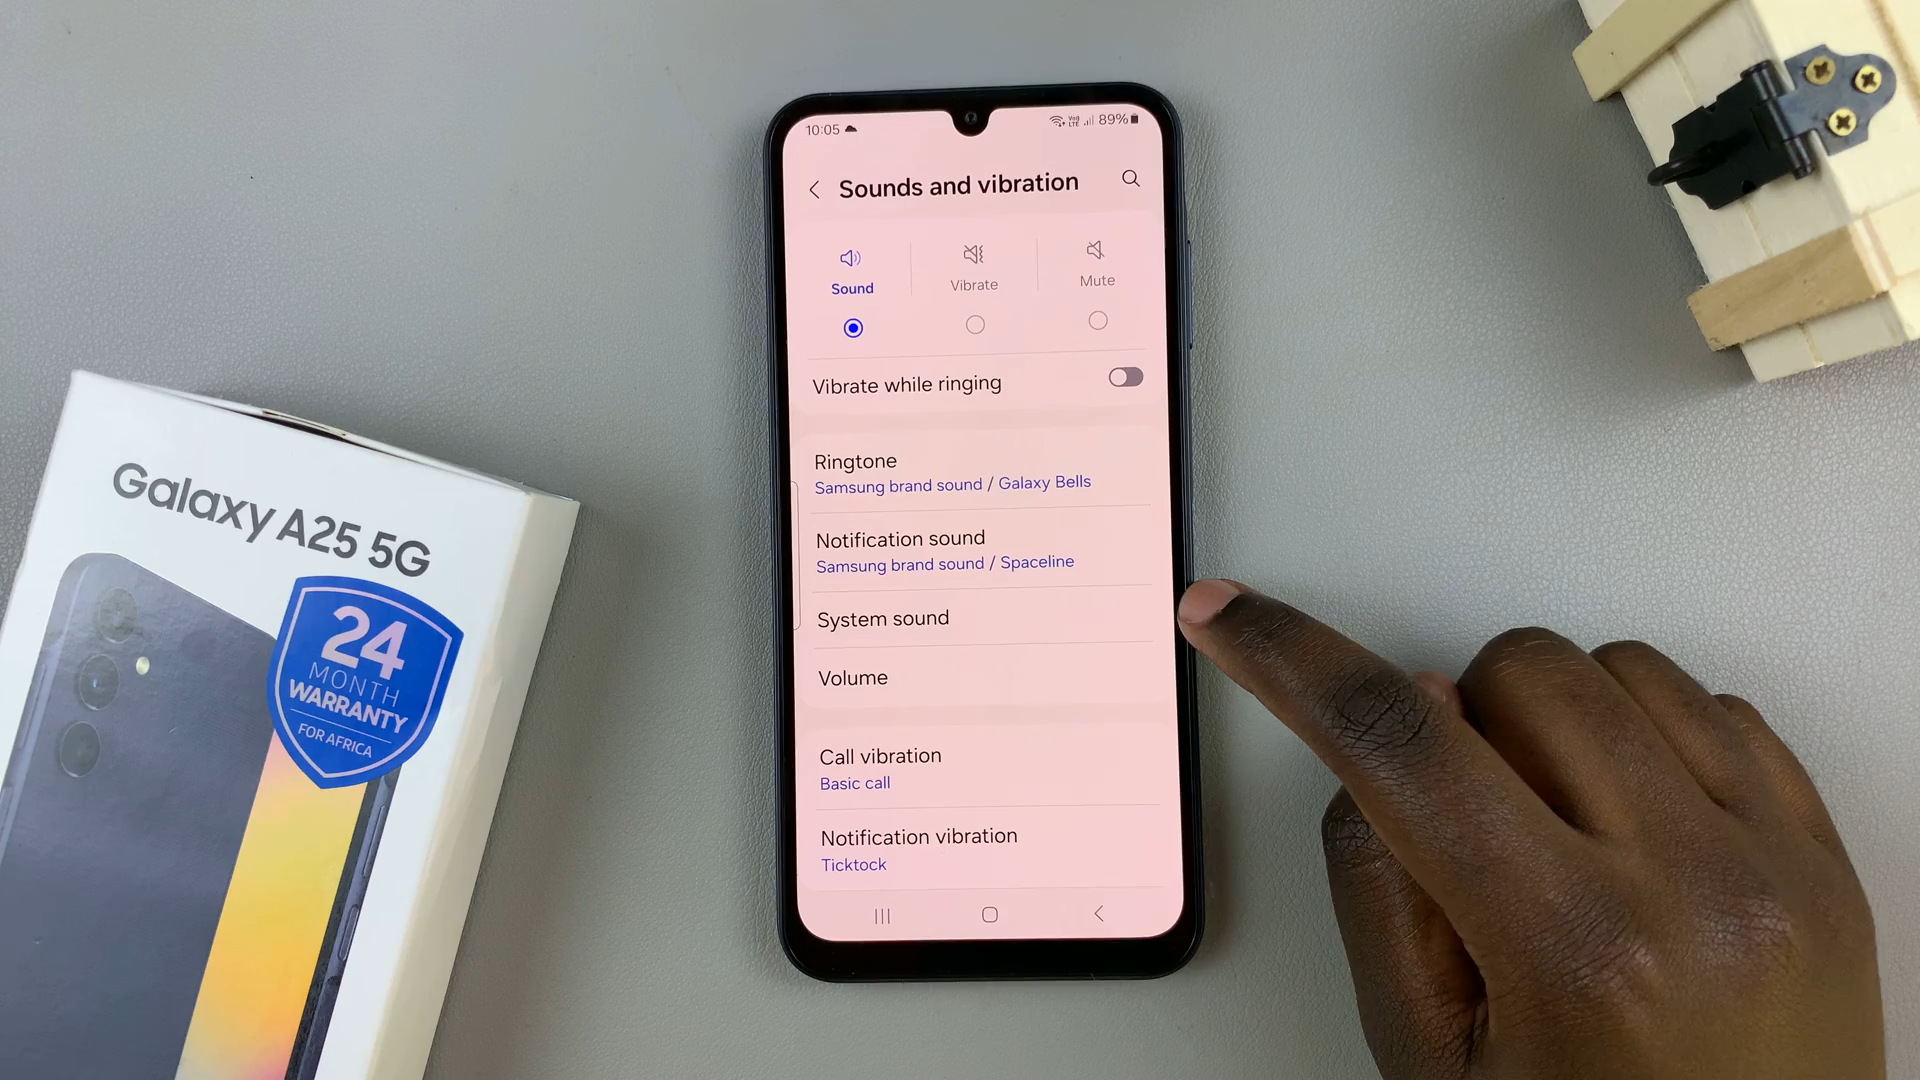 10:05
Vo)
LTE
89%
Sounds and vibration
Sound
Vibrate
Mute
Vibrate while ringing
Ringtone
Samsung brand sound / Galaxy Bells
Notification sound
Samsung brand sound / Spaceline
System sound
Volume
Call vibration
Basic call
Notification vibration
Ticktock
Galaxy A25 5G
24
MONTH
WARRANTY
FOR AFRICA